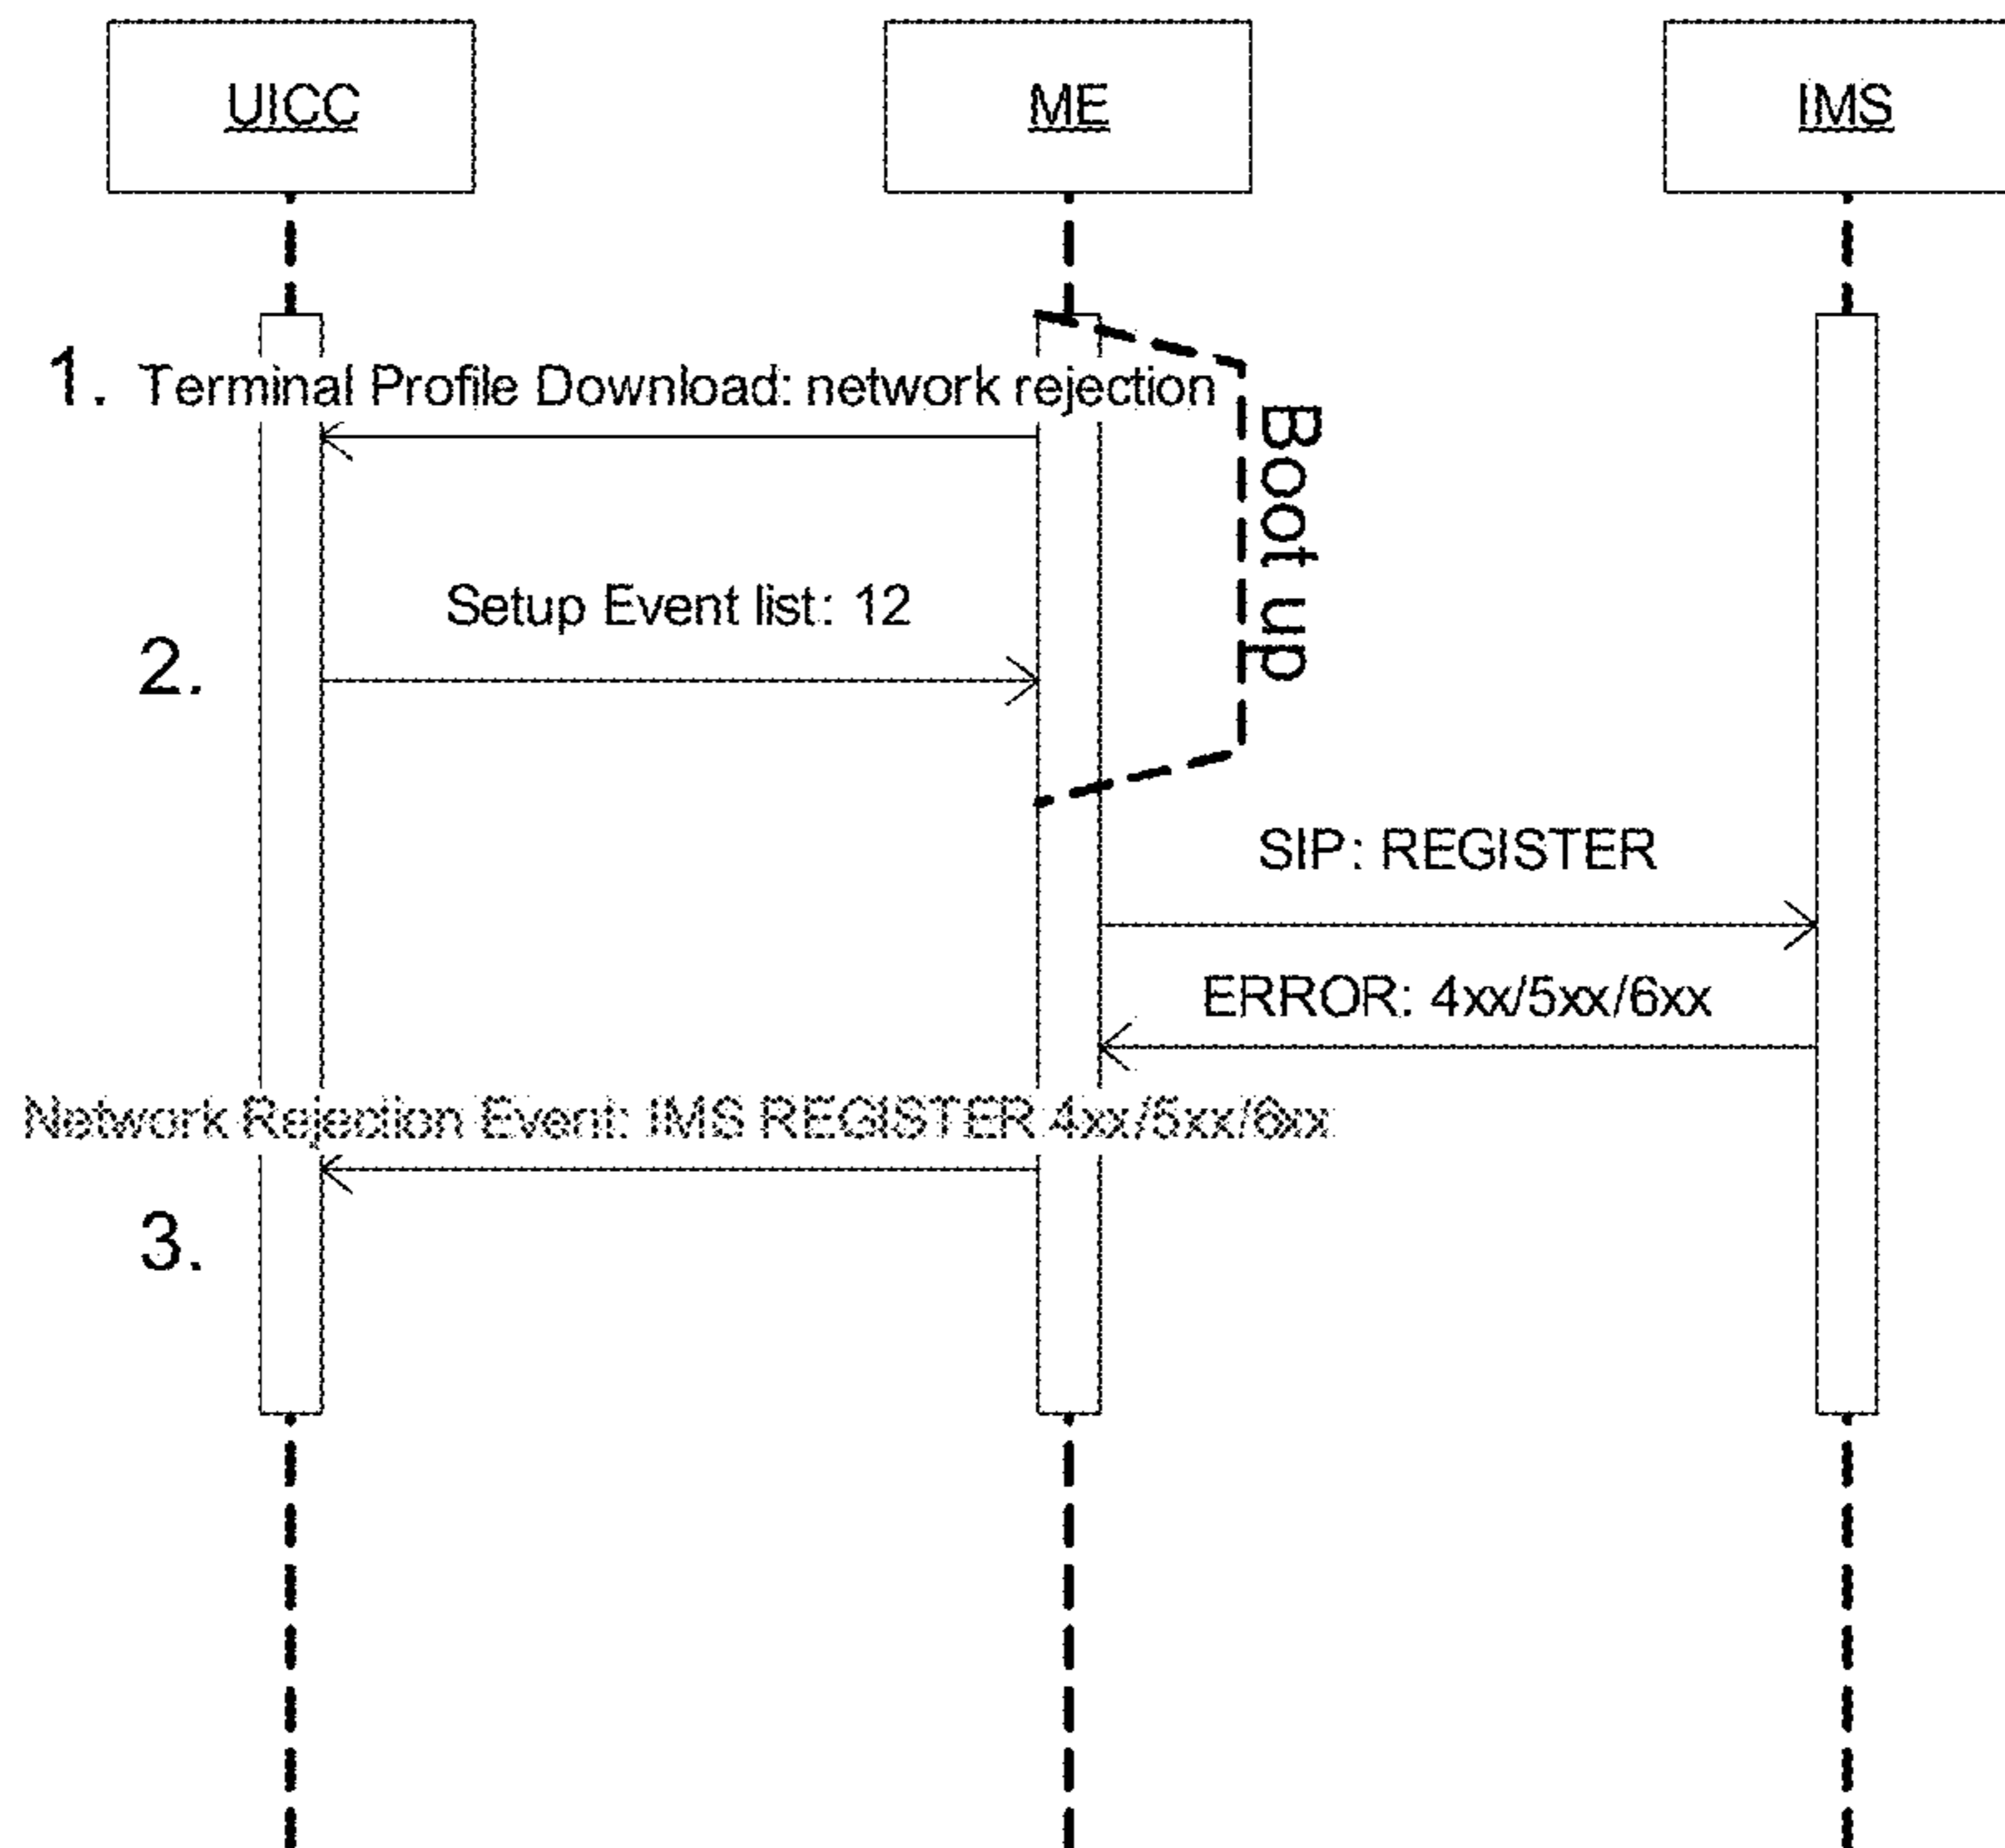 UICC
ME
IMS
1. Terminal Profile Download: network rejection
Boot up
Setup Event list: 12
2.
SIP: REGISTER
ERROR: 4xx/5xx/6xx
Network Rejection Event: IMS REGISTER 4xx/5xx/6xx
3.